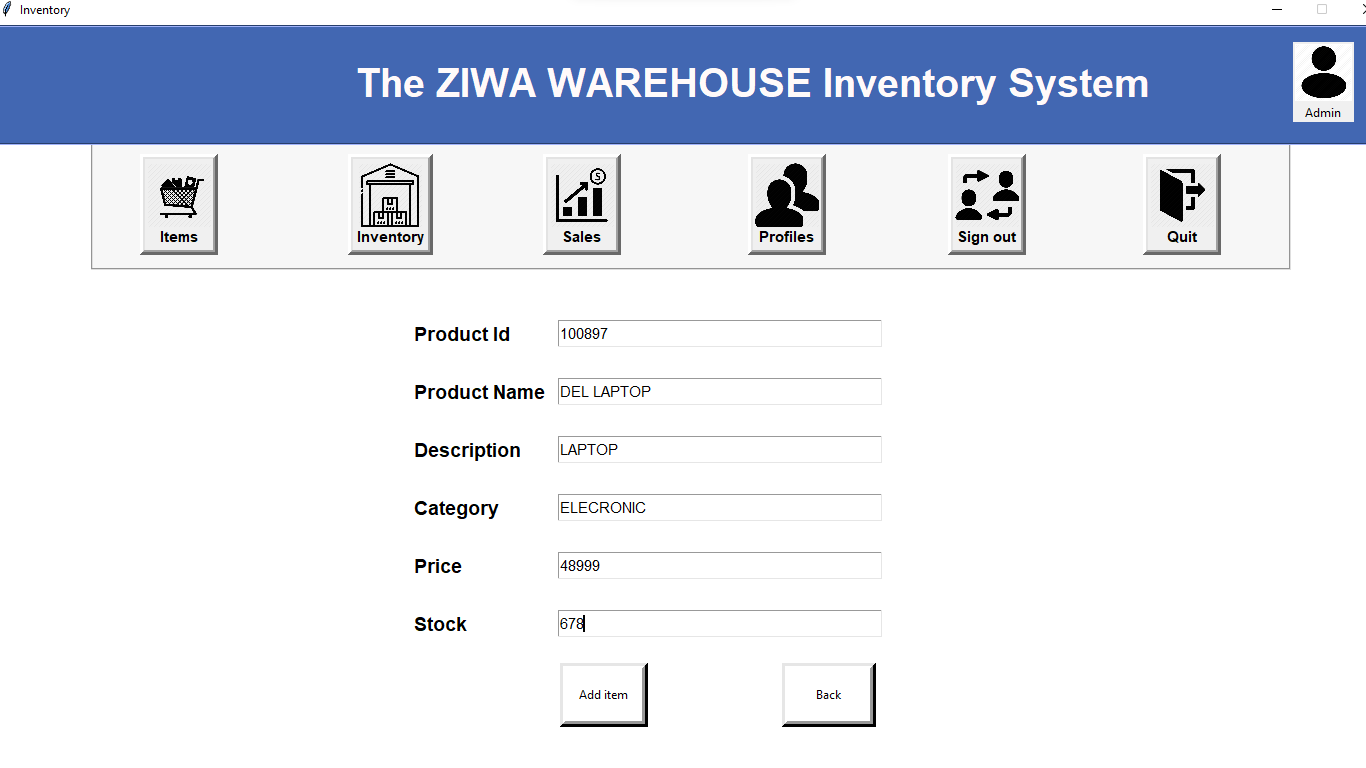 Inventory
The ZIWA WAREHOUSE Inventory System
Admin
Items Inventory Sales Profiles Sign out Quit
Product Id 100897
Product Name DEL LAPTOP
Description LAPTOP
Category ELECRONIC
Price 48999
Stock 678
Add item Back